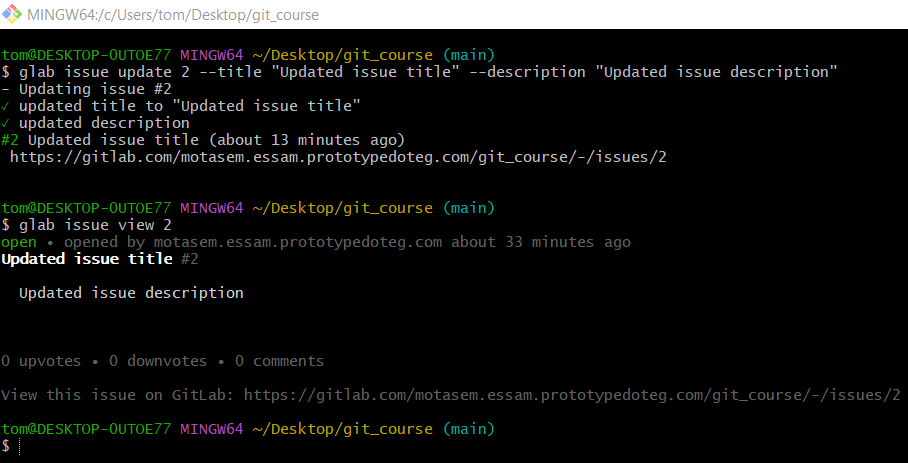 MINGW64:/c/Users/tom/Desktop/git_course
tom@DESKTOP-OUTOE77 MINGW64 ~/Desktop/git_course (main)
$ glab issue update 2 --title "Updated issue title" --description "Updated issue description"
- Updating issue #2
✓ updated title to "Updated issue title"
✓ updated description
#2 Updated issue title (about 13 minutes ago)
https://gitlab.com/motasem.essam.prototypedoteg.com/git_course/-/issues/2
tom@DESKTOP-OUTOE77 MINGW64 ~/Desktop/git_course (main)
$ glab issue view 2
open • opened by motasem.essam.prototypedoteg.com about 33 minutes ago
Updated issue title #2
Updated issue description
0 upvotes • 0 downvotes • 0 comments
View this issue on GitLab: https://gitlab.com/motasem.essam.prototypedoteg.com/git_course/-/issues/2
tom@DESKTOP-OUTOE77 MINGW64 ~/Desktop/git_course (main)
$